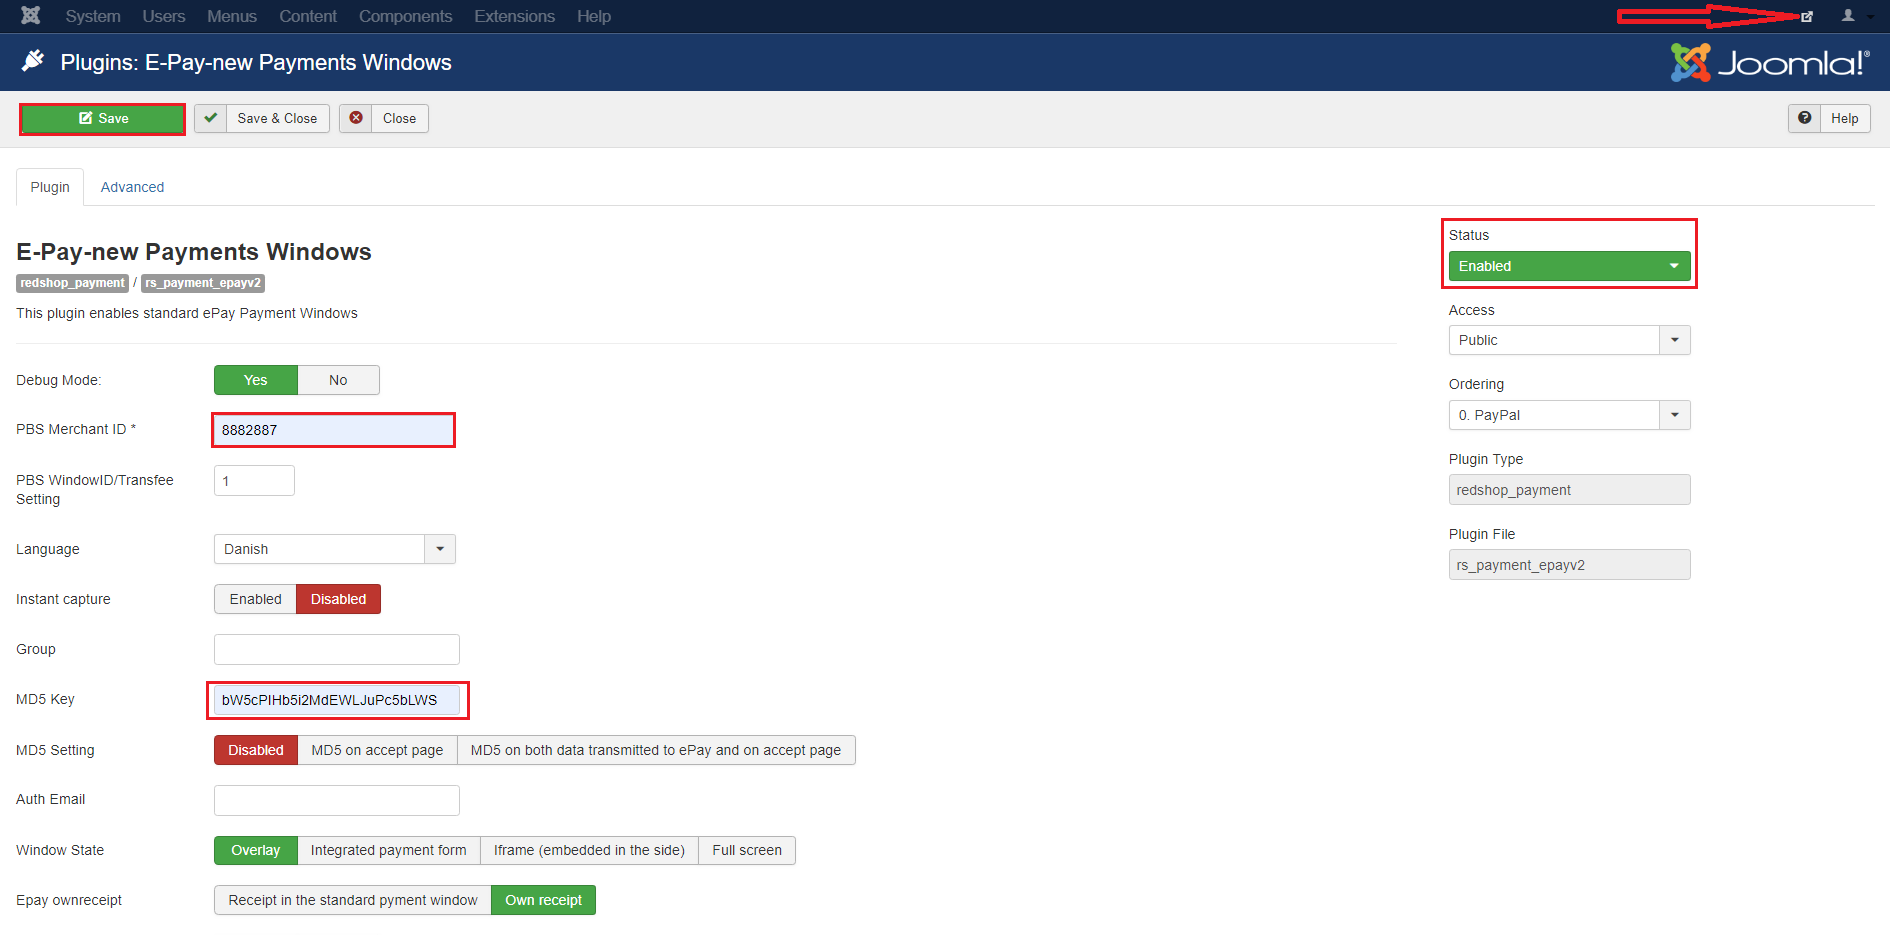 System Users Menus Content Components Extensions Help
Plugins: E-Pay-new Payments Windows
Joomla!®
Save Save & Close Close Help
Plugin Advanced
E-Pay-new Payments Windows
redshop_payment / rs_payment_epayv2
This plugin enables standard ePay Payment Windows
Debug Mode: Yes No
PBS Merchant ID * 8882887
PBS WindowID/Transfee
Setting
1
Language Danish
Instant capture Enabled Disabled
Group
MD5 Key bW5cPIHb5i2MdEWLJuPc5bLWS
MD5 Setting Disabled MD5 on accept page MD5 on both data transmitted to ePay and on accept page
Auth Email
Window State Overlay Integrated payment form Iframe (embedded in the side) Full screen
Epay ownreceipt Receipt in the standard pyment window Own receipt
Status
Enabled
Access
Public
Ordering
0. PayPal
Plugin Type
redshop_payment
Plugin File
rs_payment_epayv2